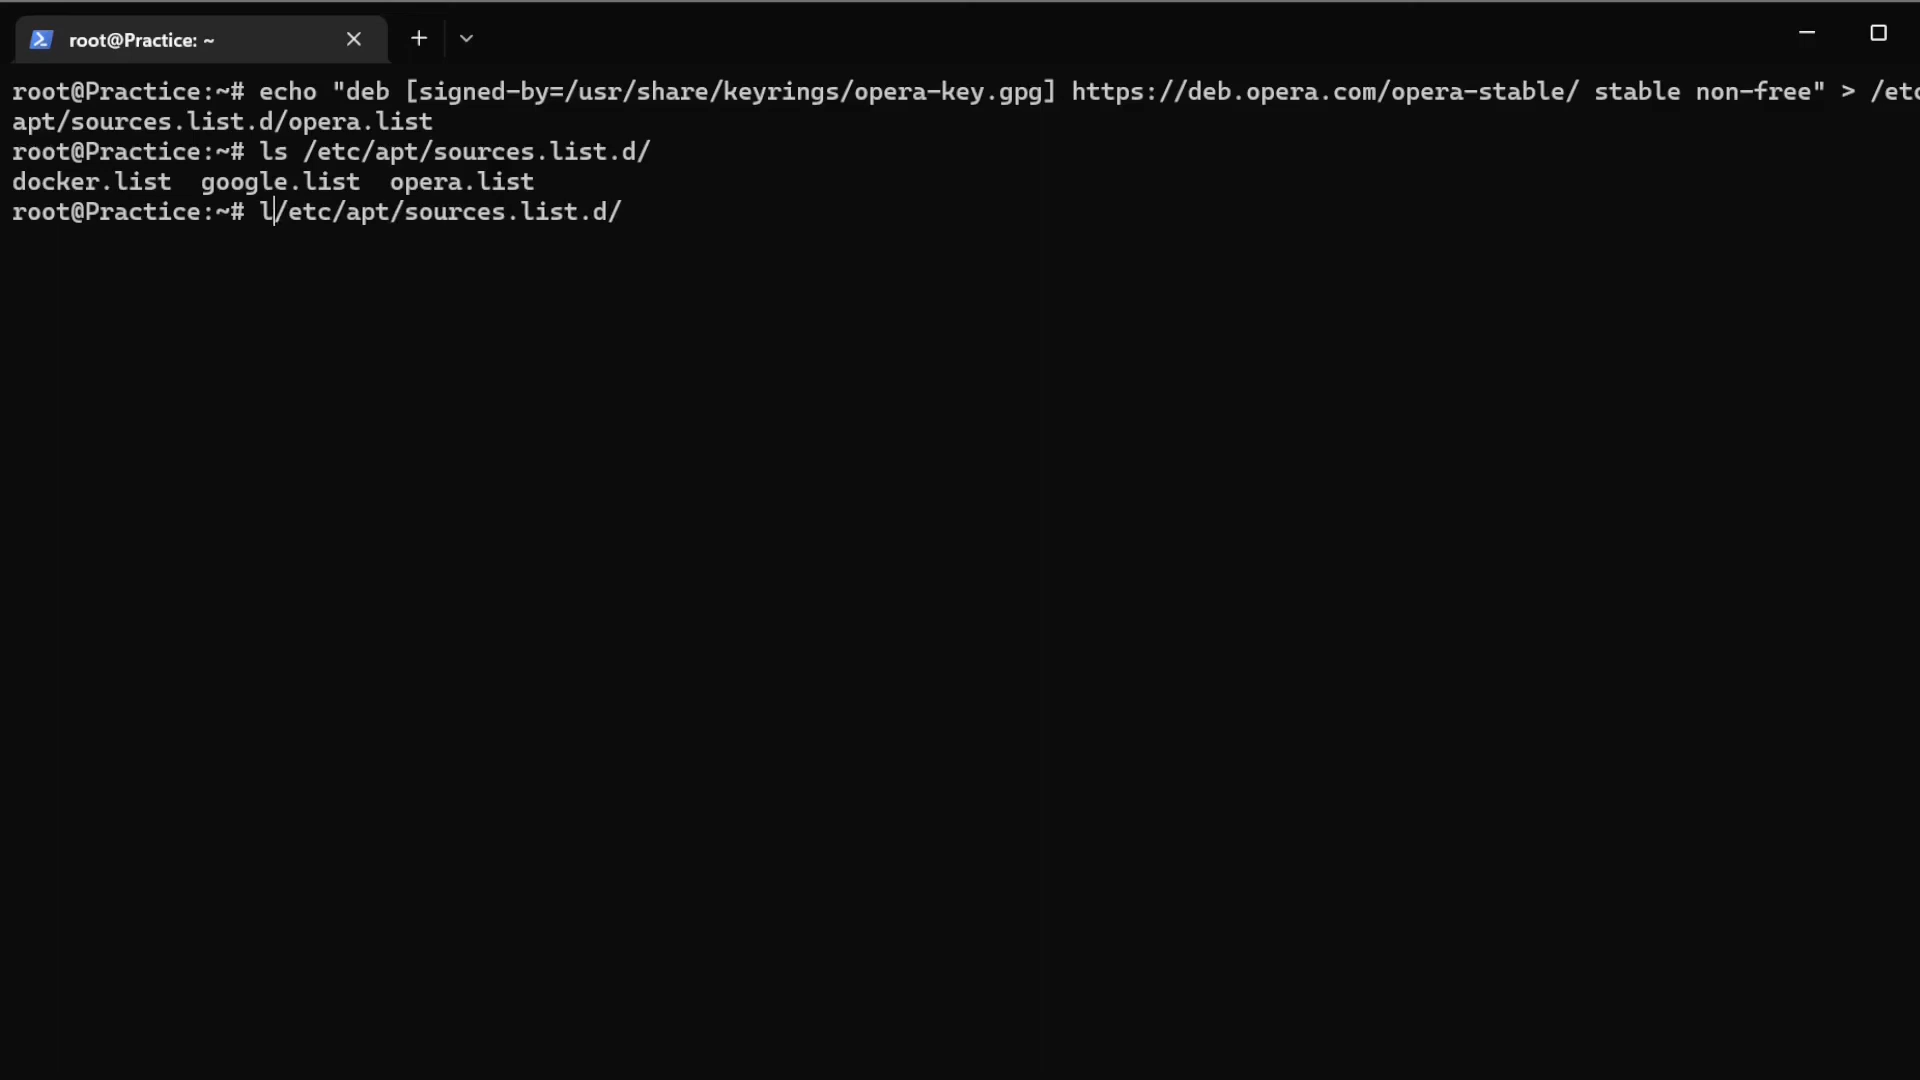 root@Practice: ~
root@Practice:~# echo "deb [signed-by=/usr/share/keyrings/opera-key.gpg] https://deb.opera.com/opera-stable/ stable non-free" > /etc
apt/sources.list.d/opera.list
root@Practice:~# ls /etc/apt/sources.list.d/
docker.list  google.list  opera.list
root@Practice:~# l/etc/apt/sources.list.d/